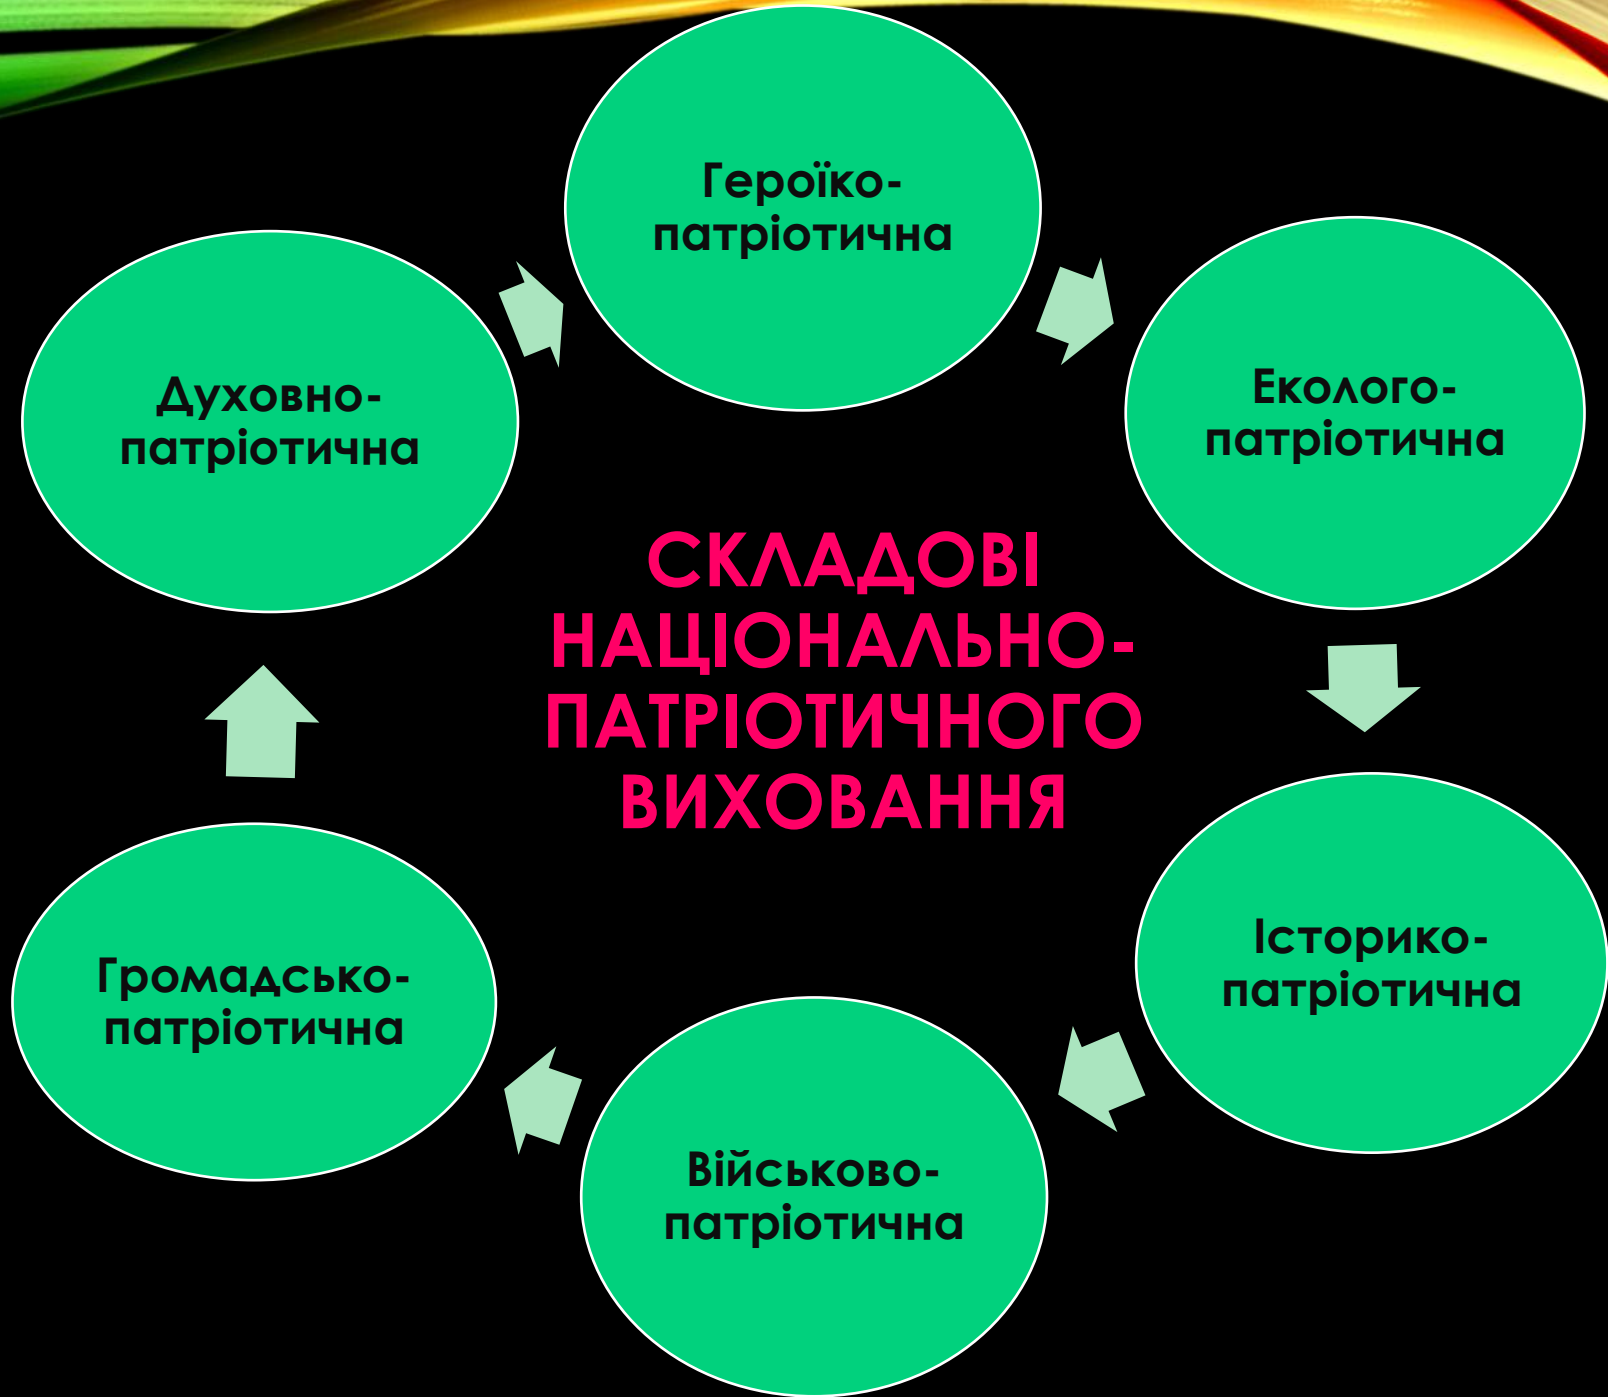 Героїко-
патріотична
Еколого-
патріотична
Історико-
патріотична
Військово-
патріотична
Громадсько-
патріотична
Духовно-
патріотична
СКЛАДОВІ
НАЦІОНАЛЬНО-
ПАТРІОТИЧНОГО
ВИХОВАННЯ